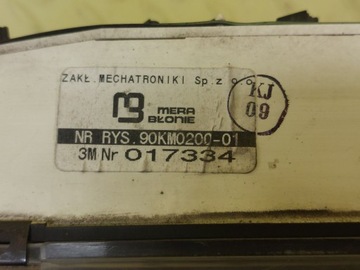 ZAKŁ.MECHATRONIKI Sp.z o.o.
MERA
BŁONIE
NR RYS.90KM0200-01
3M Nr 017334
KJ
09